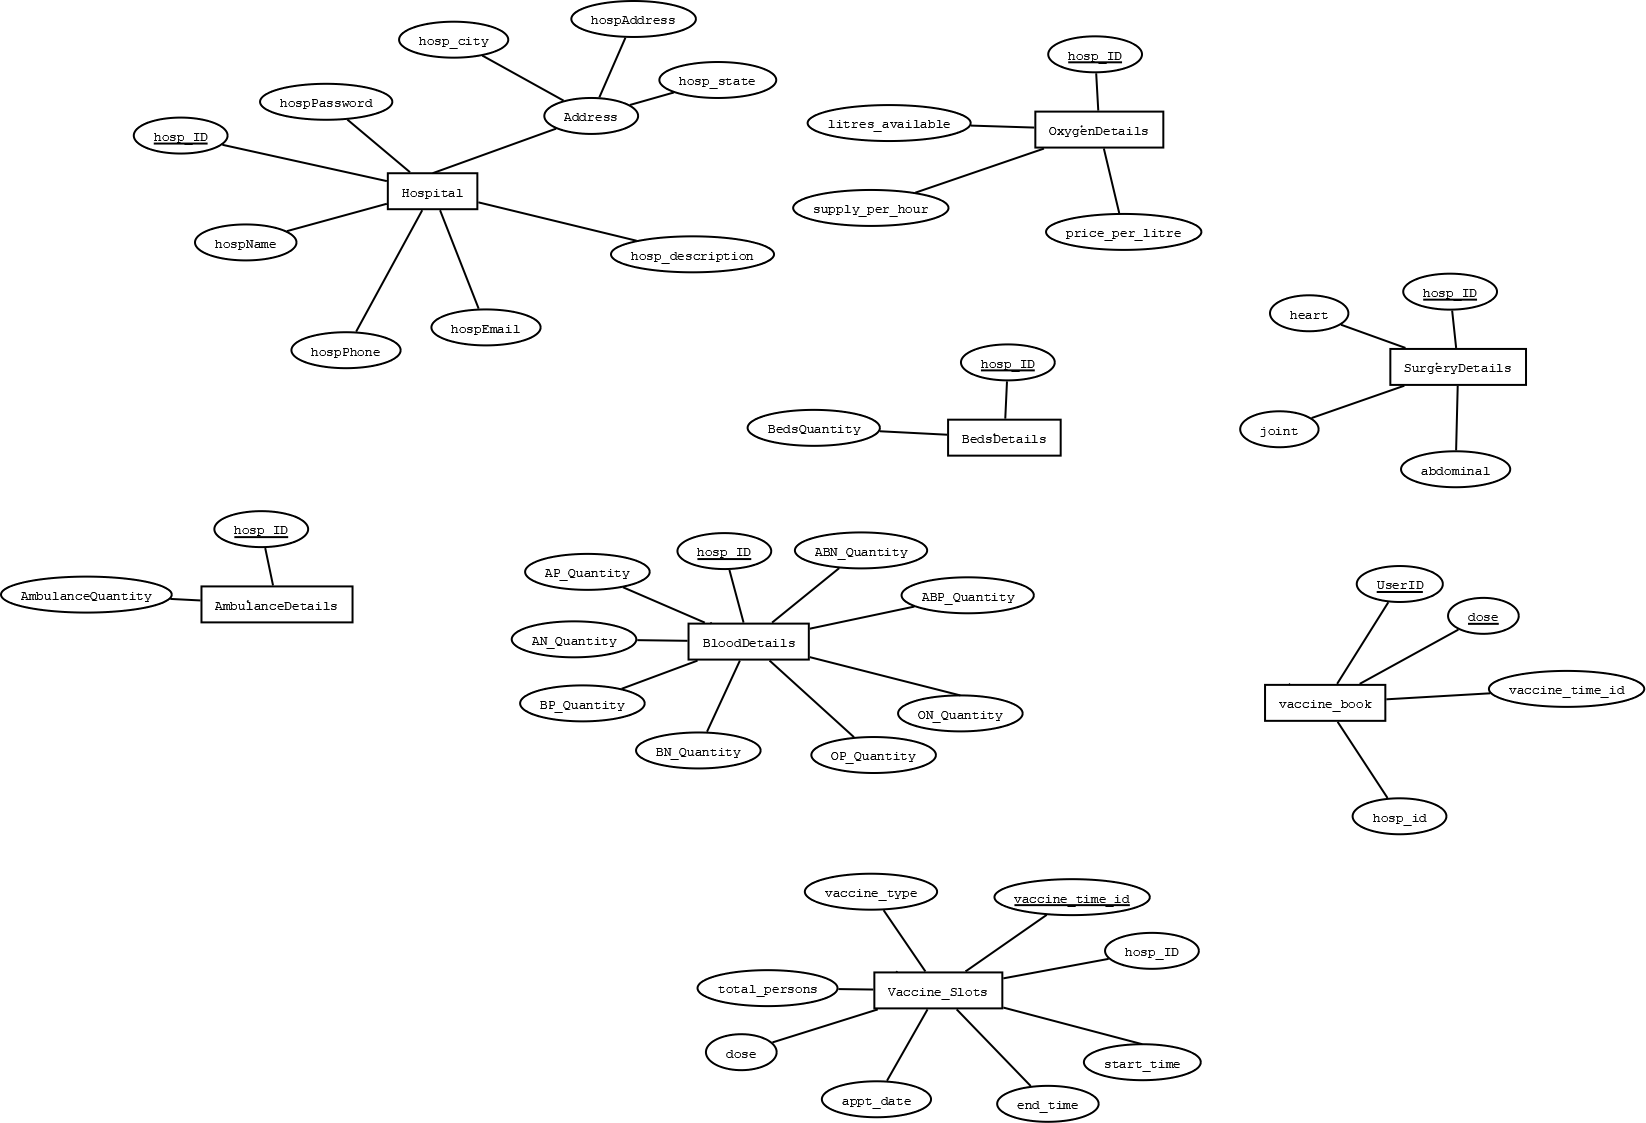 hospAddress
hosp_city
hosp_state
hospPassword
Address
hosp_ID
Hospital
hospName
hosp_description
hospEmail
hospPhone
hosp_ID
litres_available
OxygenDetails
supply_per_hour
price_per_litre
hosp_ID
heart
SurgeryDetails
joint
abdominal
hosp_ID
BedsQuantity
BedsDetails
hosp_ID
AmbulanceQuantity
AmbulanceDetails
hosp_ID
ABN_Quantity
AP_Quantity
ABP_Quantity
AN_Quantity
BloodDetails
BP_Quantity
ON_Quantity
BN_Quantity
OP_Quantity
UserID
dose
vaccine_time_id
vaccine_book
hosp_id
vaccine_type
vaccine_time_id
hosp_ID
total_persons
Vaccine_Slots
dose
start_time
appt_date
end_time